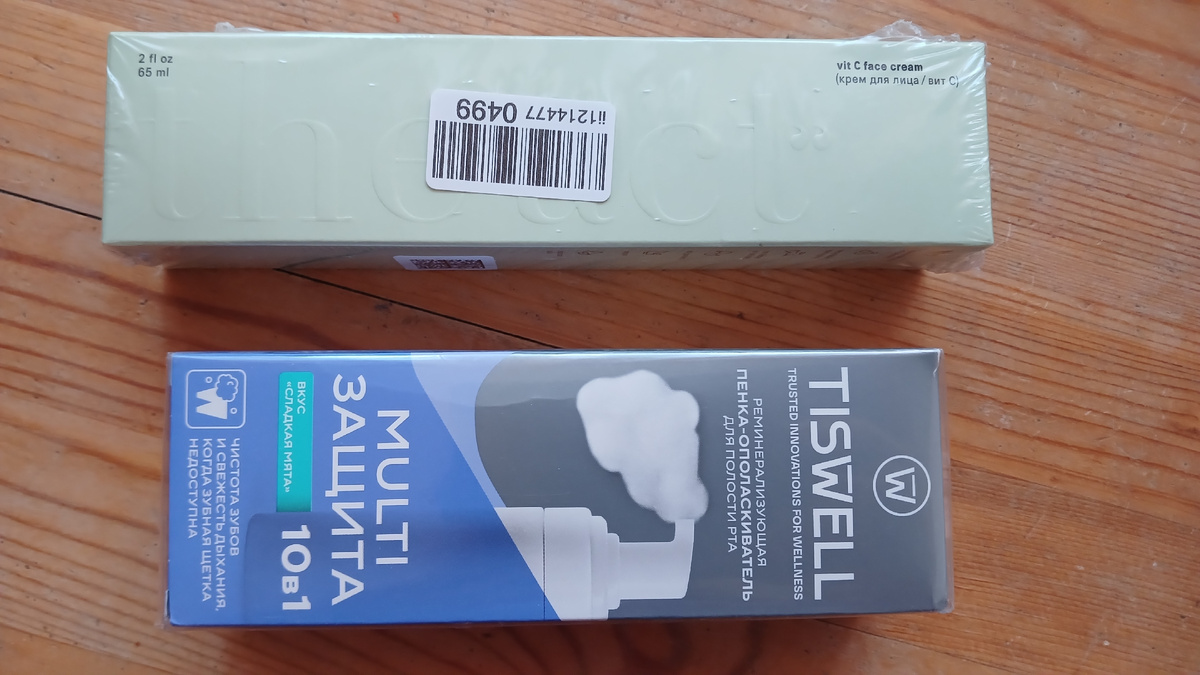 2 fl oz
65 ml
vit C face cream
(крем для лица / вит C)
the act
ii1214477 0499
W
TISWELL
TRUSTED INNOVATIONS FOR WELLNESS
РЕМИНЕРАЛИЗУЮЩАЯ
ПЕНКА-ОПОЛАСКИВАТЕЛЬ
ДЛЯ ПОЛОСТИ РТА
MULTI
ЗАЩИТА
ВКУС
«СЛАДКАЯ МЯТА»
10в1
ЧИСТОТА ЗУБОВ
И СВЕЖЕСТЬ ДЫХАНИЯ,
КОГДА ЗУБНАЯ ЩЕТКА
НЕДОСТУПНА